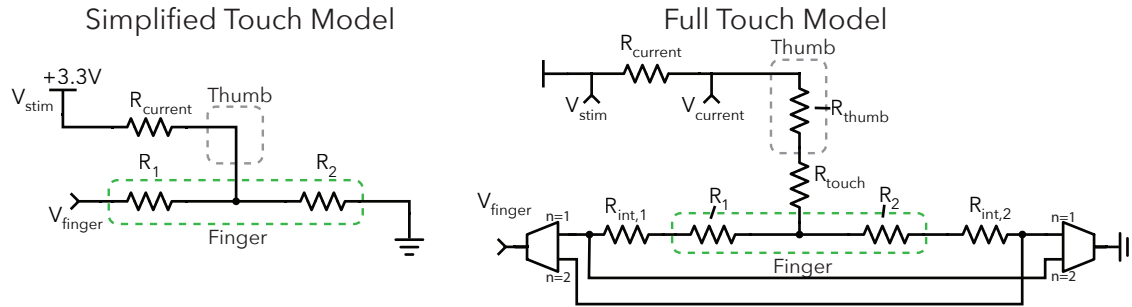 Simplified Touch Model
+3.3V
V_stim
R_current
Thumb
R_1
R_2
V_finger
Finger
Full Touch Model
R_current
Thumb
V_stim
V_current
R_thumb
R_touch
V_finger
n=1
R_int,1
R_1
R_2
R_int,2
n=1
Finger
n=2
n=2